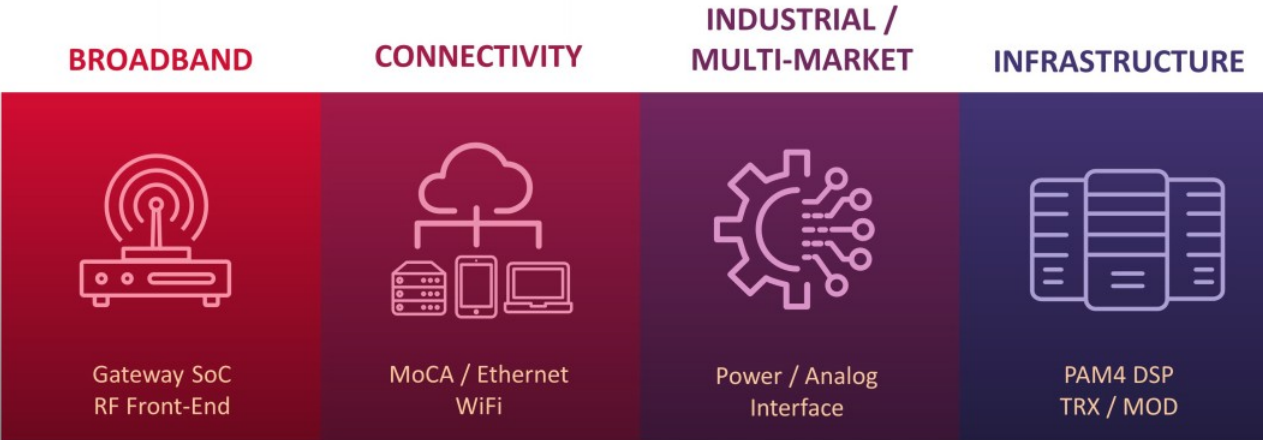 BROADBAND
CONNECTIVITY
INDUSTRIAL /
MULTI-MARKET
INFRASTRUCTURE
Gateway SoC
RF Front-End
MoCA / Ethernet
WiFi
Power / Analog
Interface
PAM4 DSP
TRX / MOD